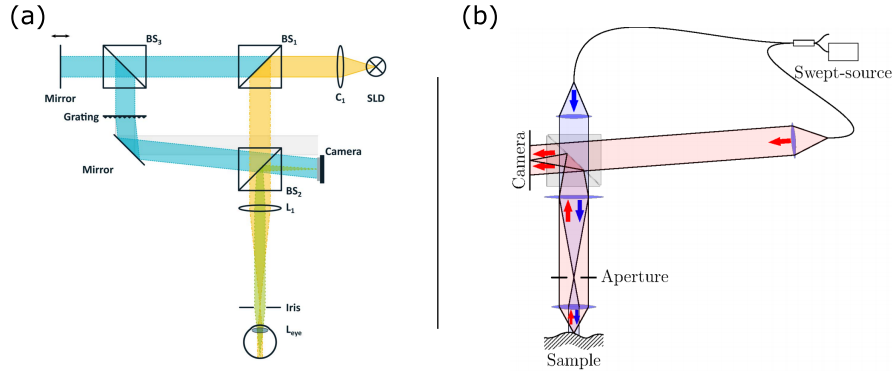 (a)
BS3
BS1
Mirror
C1
SLD
Grating
Mirror
Camera
BS2
L1
Iris
Leye
(b)
Swept-source
Camera
Aperture
Sample